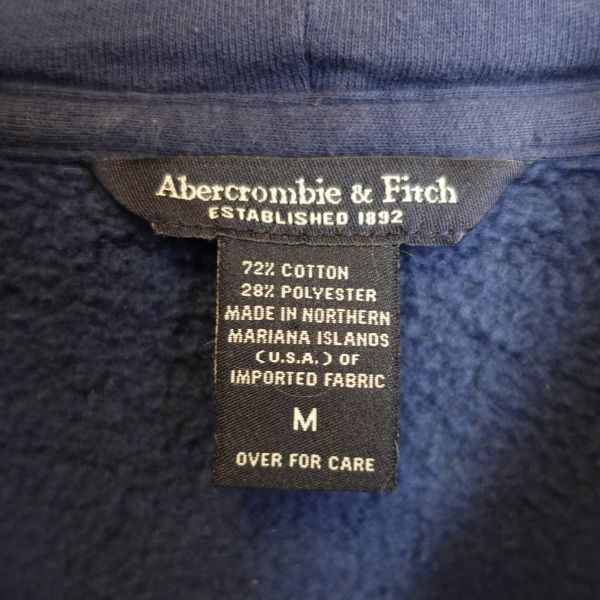 Abercrombie & Fitch
ESTABLISHED 1892
72% COTTON
28% POLYESTER
MADE IN NORTHERN
MARIANA ISLANDS
(U.S.A.) OF
IMPORTED FABRIC
M
OVER FOR CARE